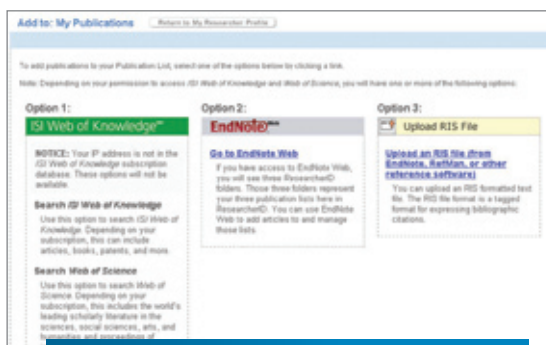 Add to: My Publications
Return to My Researcher Profile
To add publications to your Publication List, select one of the options below by clicking a link.
Note: Depending on your permission to access ISI Web of Knowledge and Web of Science, you will have one or more of the following options:
Option 1:
ISI Web of Knowledge℠
NOTICE: Your IP address is not in the
ISI Web of Knowledge subscription
database. These options will not be
available.
Search ISI Web of Knowledge
Use this option to search ISI Web of
Knowledge. Depending on your
subscription, this can include
articles, books, patents, and more.
Search Web of Science
Use this option to search Web of
Science. Depending on your
subscription, this includes the world's
leading scholarly literature in the
sciences, social sciences, arts, and
humanities and proceedings of
Option 2:
EndNote
Go to EndNote Web
If you have access to EndNote Web,
you will see three ResearcherID
folders. Those three folders represent
your three publication lists here in
ResearcherID. You can use EndNote
Web to add articles to and manage
those lists.
Option 3:
Upload RIS File
Upload an RIS file (from
EndNote, RefMan, or other
reference software)
You can upload an RIS formatted text
file. The RIS file format is a tagged
format for expressing bibliographic
citations.